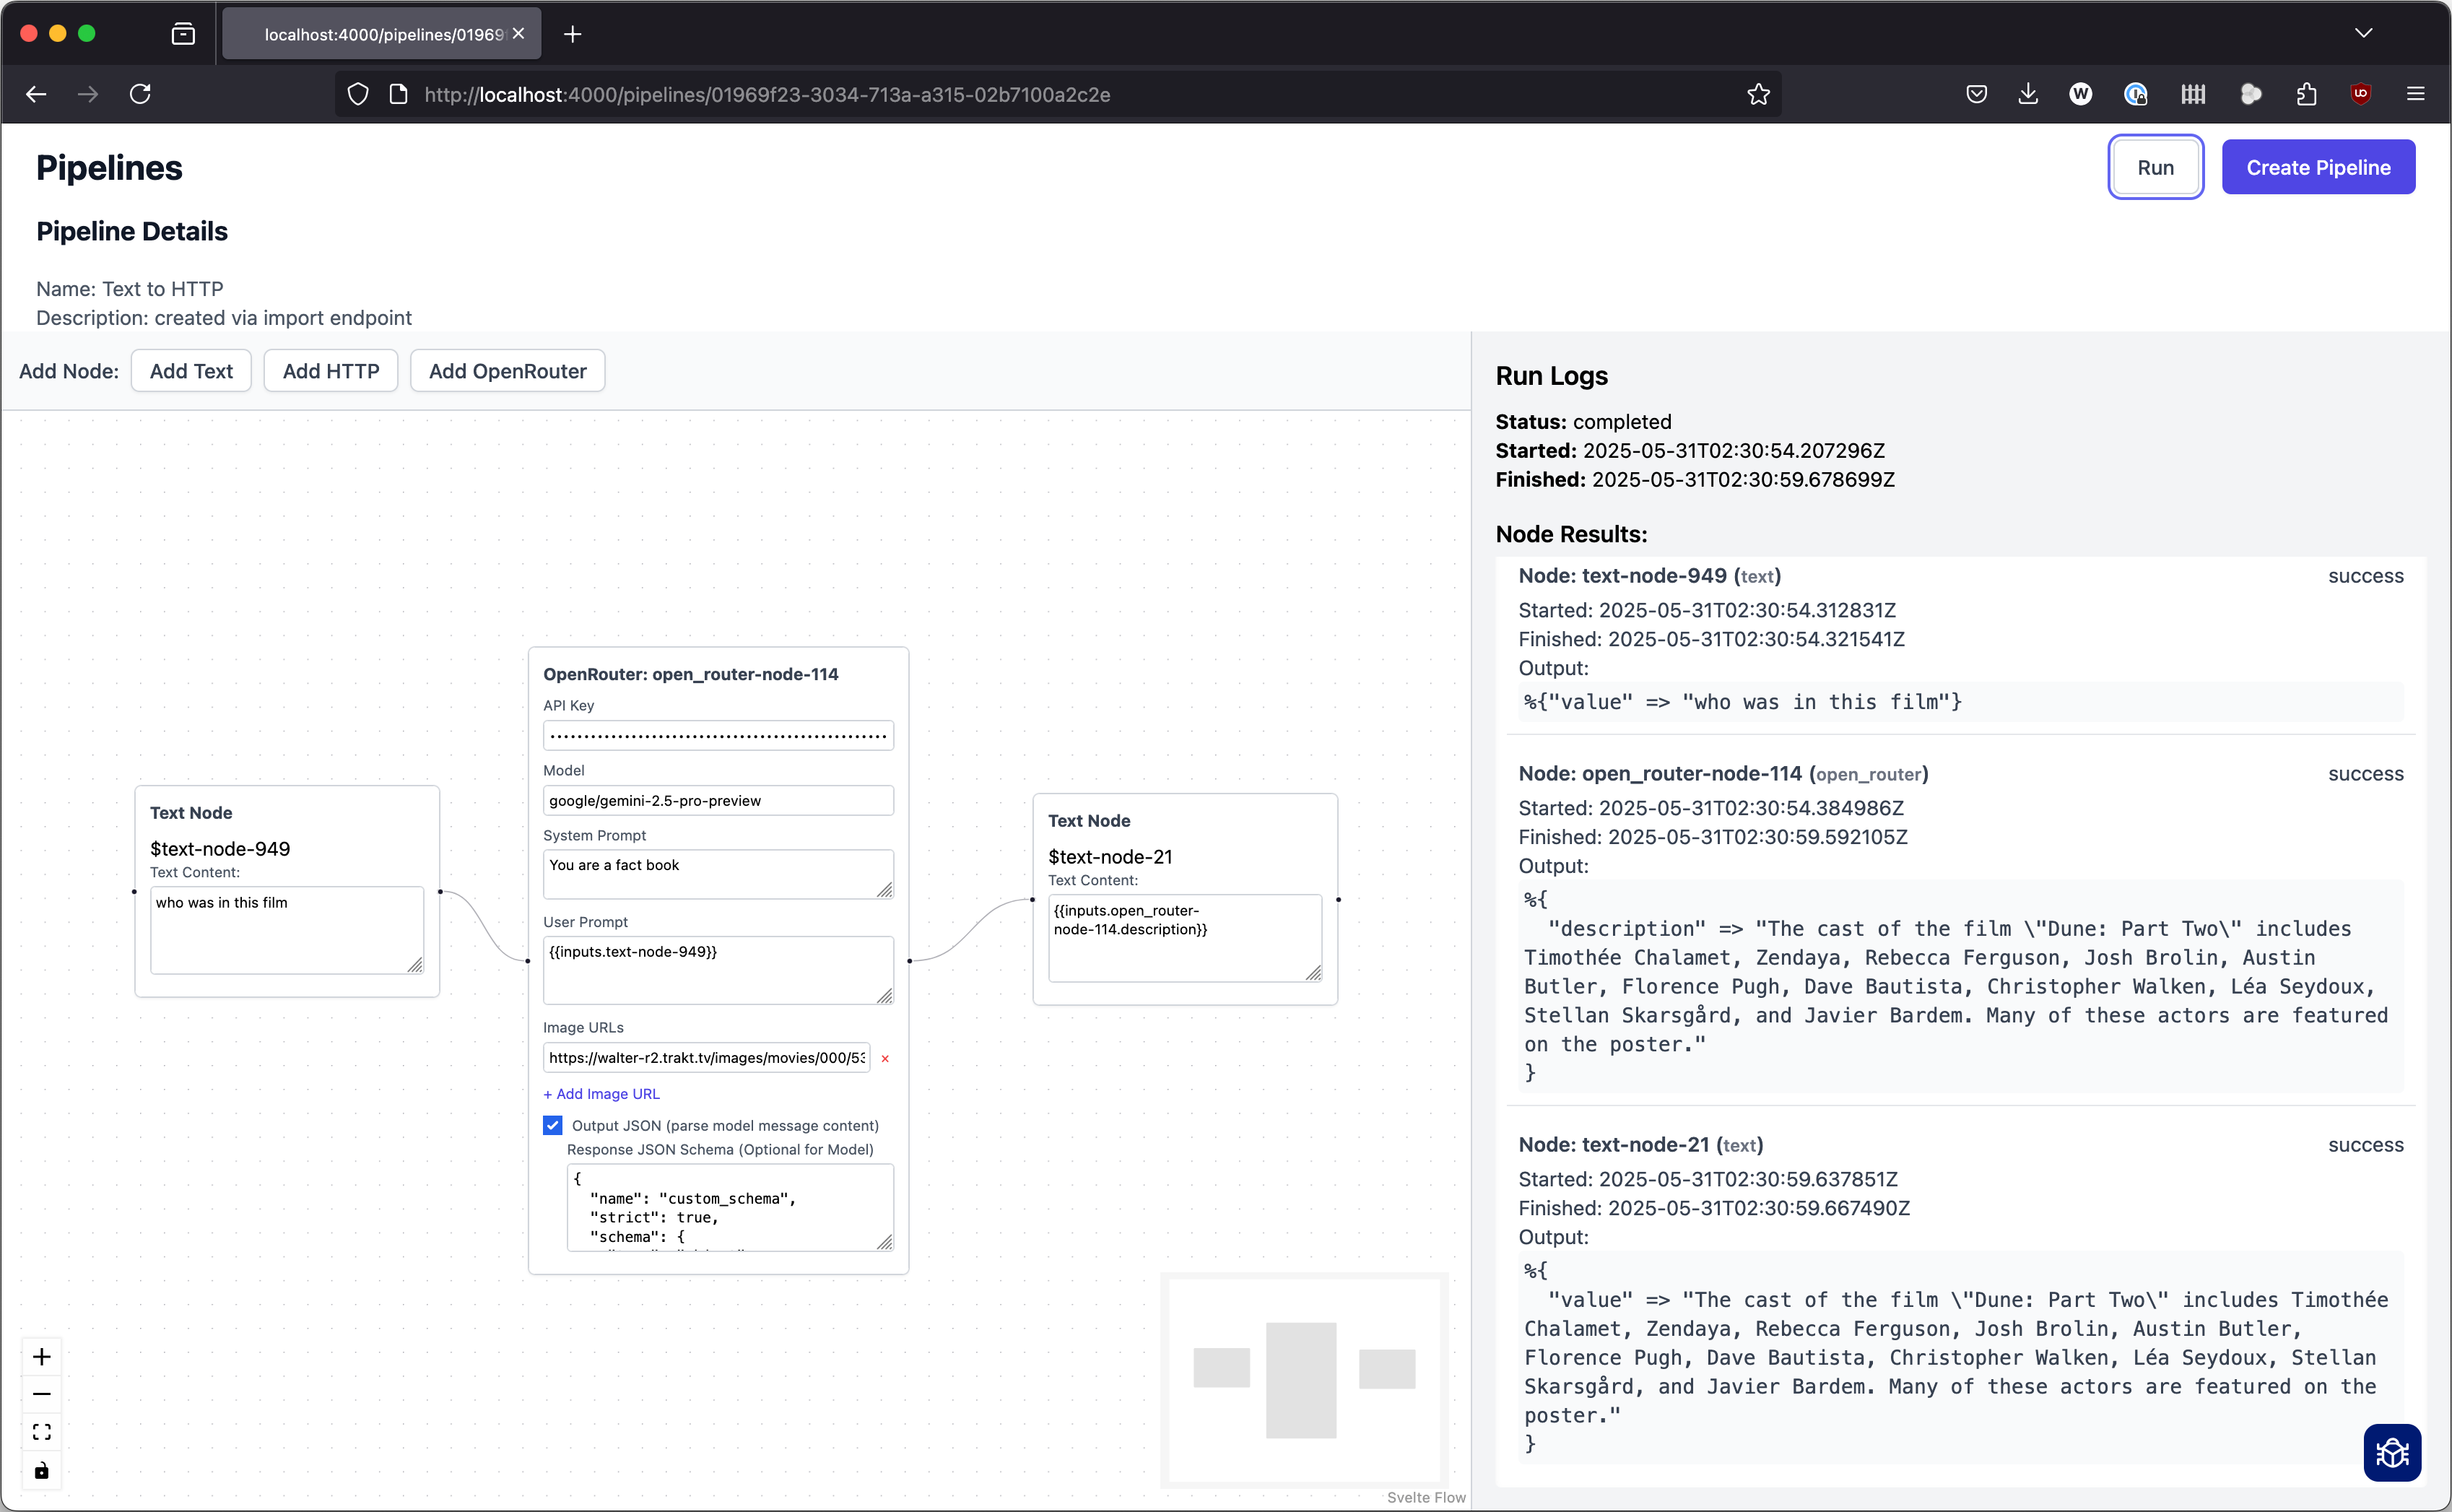 localhost:4000/pipelines/01969
http://localhost:4000/pipelines/01969f23-3034-713a-a315-02b7100a2c2e
Pipelines
Run
Create Pipeline
Pipeline Details
Name: Text to HTTP
Description: created via import endpoint
Add Node:
Add Text
Add HTTP
Add OpenRouter
Text Node
$text-node-949
Text Content:
who was in this film
OpenRouter: open_router-node-114
API Key
Model
google/gemini-2.5-pro-preview
System Prompt
You are a fact book
User Prompt
{{inputs.text-node-949}}
Image URLs
https://walter-r2.trakt.tv/images/movies/000/53
+ Add Image URL
Output JSON (parse model message content)
Response JSON Schema (Optional for Model)
{
"name": "custom_schema",
"strict": true,
"schema": {
Text Node
$text-node-21
Text Content:
{{inputs.open_router-
node-114.description}}
Svelte Flow
Run Logs
Status: completed
Started: 2025-05-31T02:30:54.207296Z
Finished: 2025-05-31T02:30:59.678699Z
Node Results:
Node: text-node-949 (text)
success
Started: 2025-05-31T02:30:54.312831Z
Finished: 2025-05-31T02:30:54.321541Z
Output:
%{"value" => "who was in this film"}
Node: open_router-node-114 (open_router)
success
Started: 2025-05-31T02:30:54.384986Z
Finished: 2025-05-31T02:30:59.592105Z
Output:
%{
"description" => "The cast of the film \"Dune: Part Two\" includes
Timothée Chalamet, Zendaya, Rebecca Ferguson, Josh Brolin, Austin
Butler, Florence Pugh, Dave Bautista, Christopher Walken, Léa Seydoux,
Stellan Skarsgård, and Javier Bardem. Many of these actors are featured
on the poster."
}
Node: text-node-21 (text)
success
Started: 2025-05-31T02:30:59.637851Z
Finished: 2025-05-31T02:30:59.667490Z
Output:
%{
"value" => "The cast of the film \"Dune: Part Two\" includes Timothée
Chalamet, Zendaya, Rebecca Ferguson, Josh Brolin, Austin Butler,
Florence Pugh, Dave Bautista, Christopher Walken, Léa Seydoux, Stellan
Skarsgård, and Javier Bardem. Many of these actors are featured on the
poster."
}